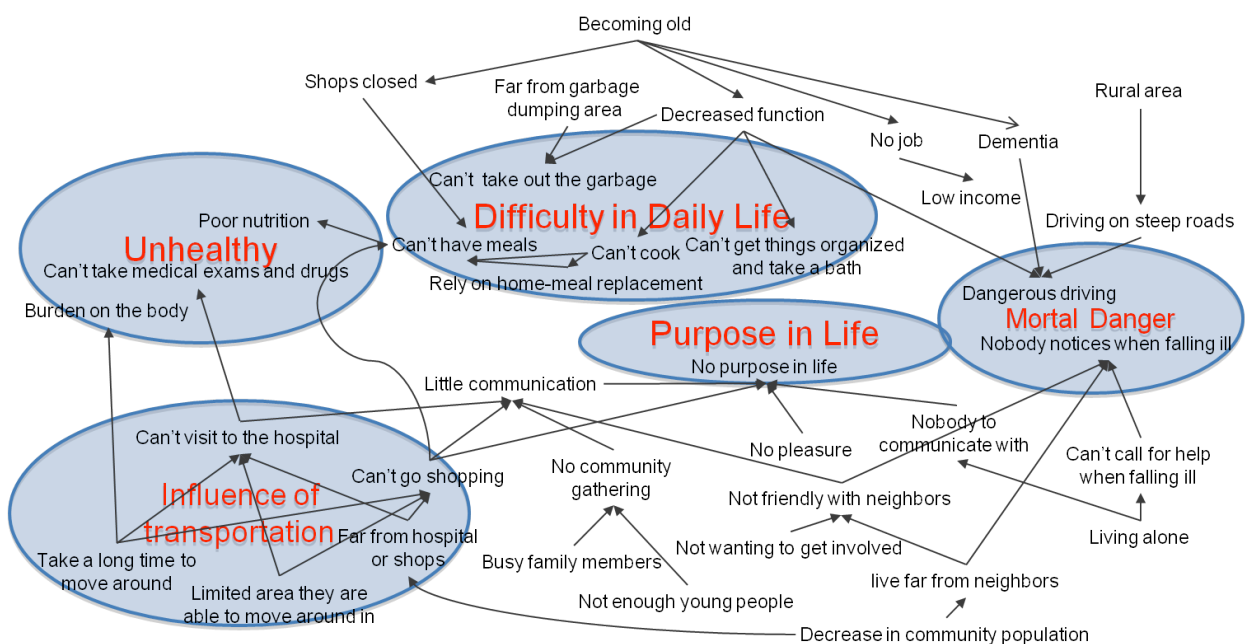 Becoming old
Shops closed
Far from garbage
dumping area
Decreased function
Rural area
No job
Dementia
Can't  take out the garbage
Low income
Poor nutrition
Difficulty in Daily Life
Driving on steep roads
Unhealthy
Can't have meals
Can't cook
Can't get things organized
and take a bath
Can't take medical exams and drugs
Rely on home-meal replacement
Burden on the body
Dangerous driving
Mortal Danger
Nobody notices when falling ill
Purpose in Life
No purpose in life
Little communication
Can't visit to the hospital
Nobody to
communicate with
No pleasure
Can't call for help
when falling ill
Can't go shopping
No community
gathering
Influence of
transportation
Not friendly with neighbors
Far from hospital
or shops
Not wanting to get involved
Living alone
Take a long time to
move around
Busy family members
live far from neighbors
Limited area they are
able to move around in
Not enough young people
Decrease in community population